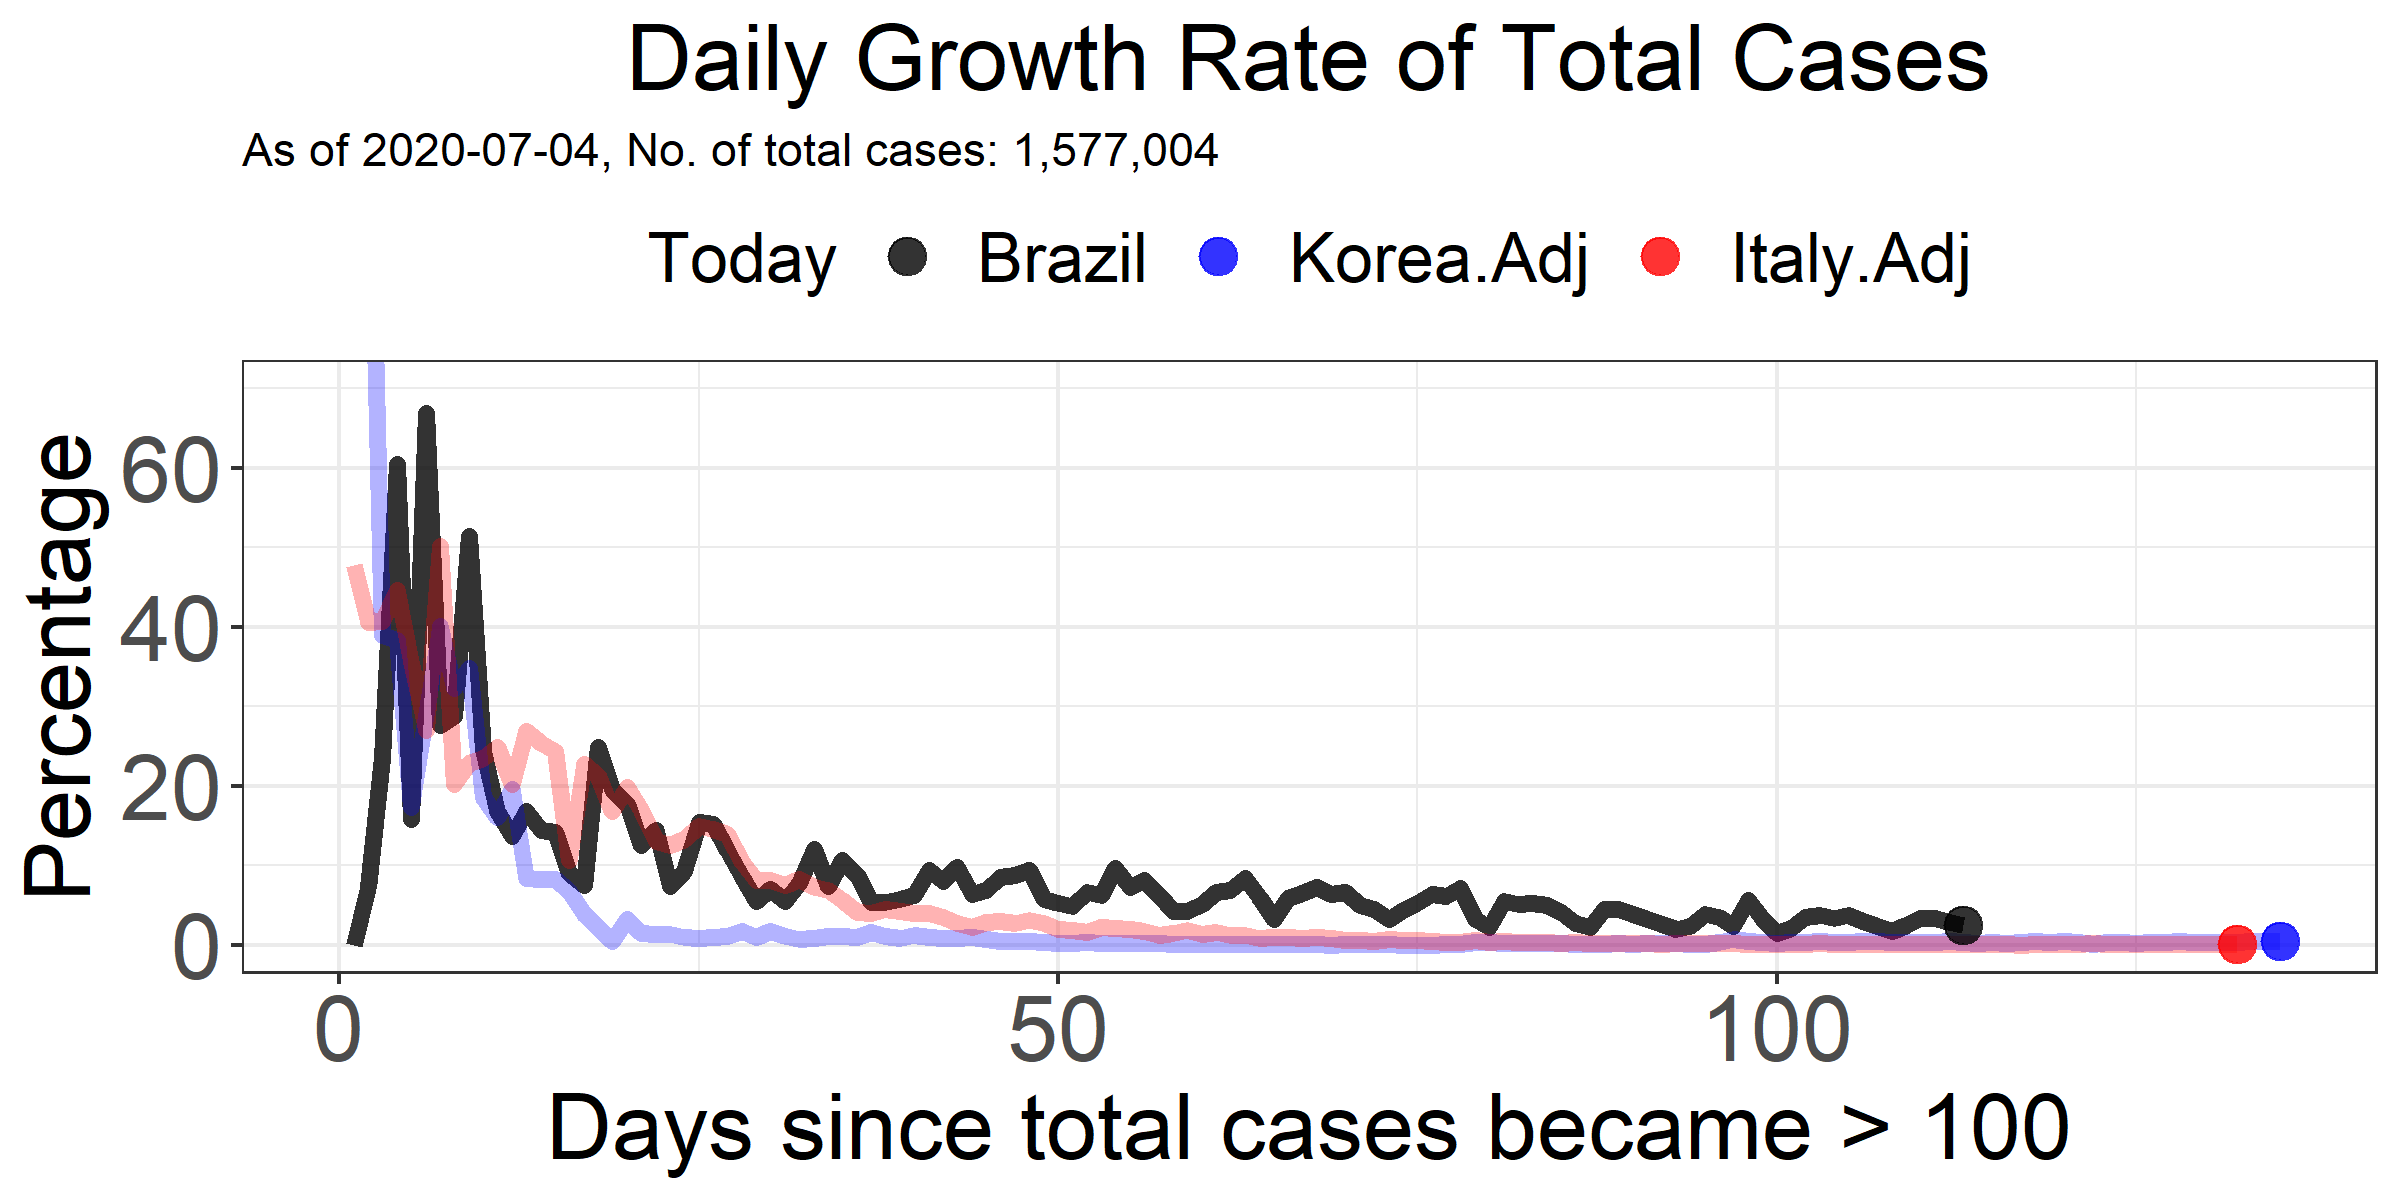 Daily Growth Rate of Total Cases
As of 2020-07-04, No. of total cases: 1,577,004
Today Brazil Korea.Adj Italy.Adj
Percentage
60
40
20
0
0 50 100
Days since total cases became > 100